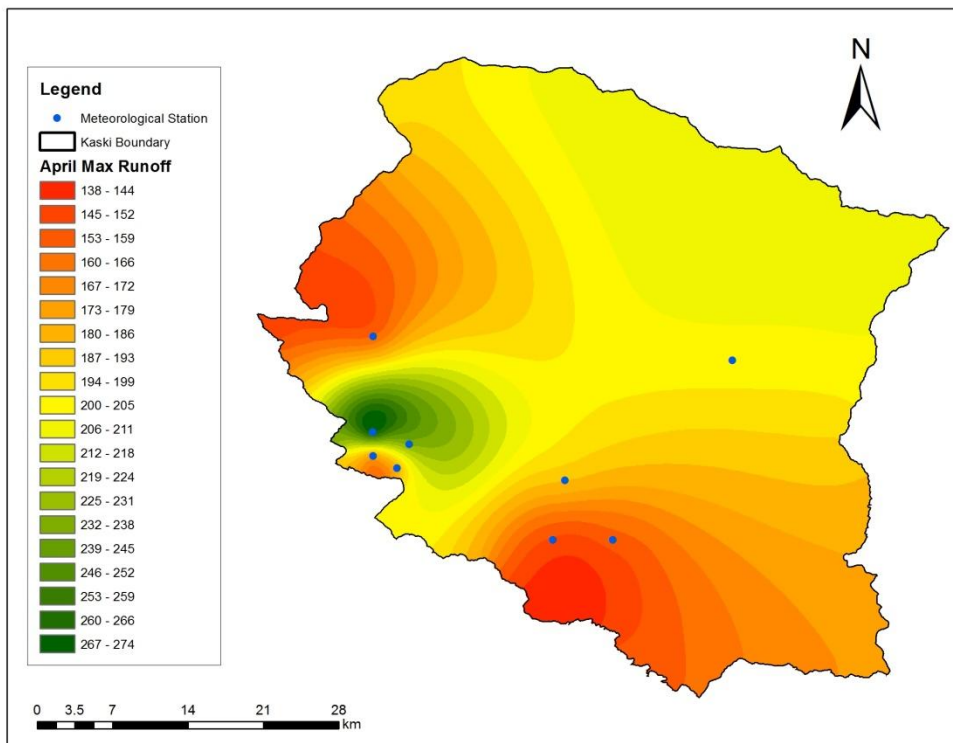 N
Legend
Meteorological Station
Kaski Boundary
April Max Runoff
138 - 144
145 - 152
153 - 159
160 - 166
167 - 172
173 - 179
180 - 186
187 - 193
194 - 199
200 - 205
206 - 211
212 - 218
219 - 224
225 - 231
232 - 238
239 - 245
246 - 252
253 - 259
260 - 266
267 - 274
0 3.5 7 14 21 28
km